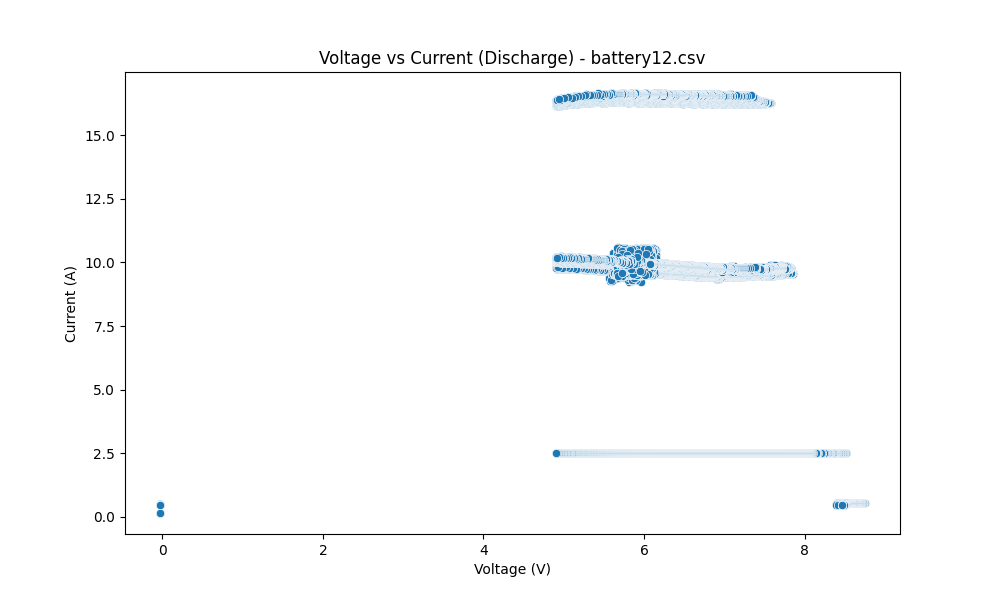 Voltage vs Current (Discharge) - battery12.csv
15.0
12.5
10.0
7.5
5.0
2.5
0.0
Current (A)
0 2 4 6 8
Voltage (V)